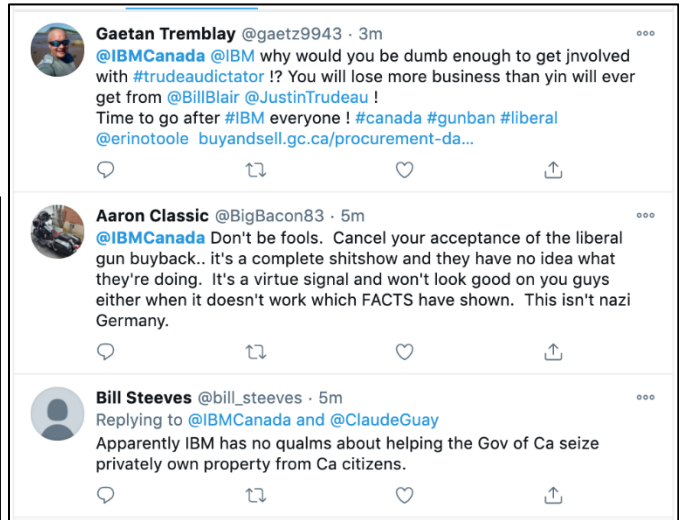 Gaetan Tremblay @gaetz9943 · 3m
@IBMCanada @IBM why would you be dumb enough to get jnvolved
with #trudeaudictator !? You will lose more business than yin will ever
get from @BillBlair @JustinTrudeau !
Time to go after #IBM everyone ! #canada #gunban #liberal
@erinotoole buyandsell.gc.ca/procurement-da...
Aaron Classic @BigBacon83 · 5m
@IBMCanada Don't be fools.  Cancel your acceptance of the liberal
gun buyback.. it's a complete shitshow and they have no idea what
they're doing.  It's a virtue signal and won't look good on you guys
either when it doesn't work which FACTS have shown.  This isn't nazi
Germany.
Bill Steeves @bill_steeves · 5m
Replying to @IBMCanada and @ClaudeGuay
Apparently IBM has no qualms about helping the Gov of Ca seize
privately own property from Ca citizens.